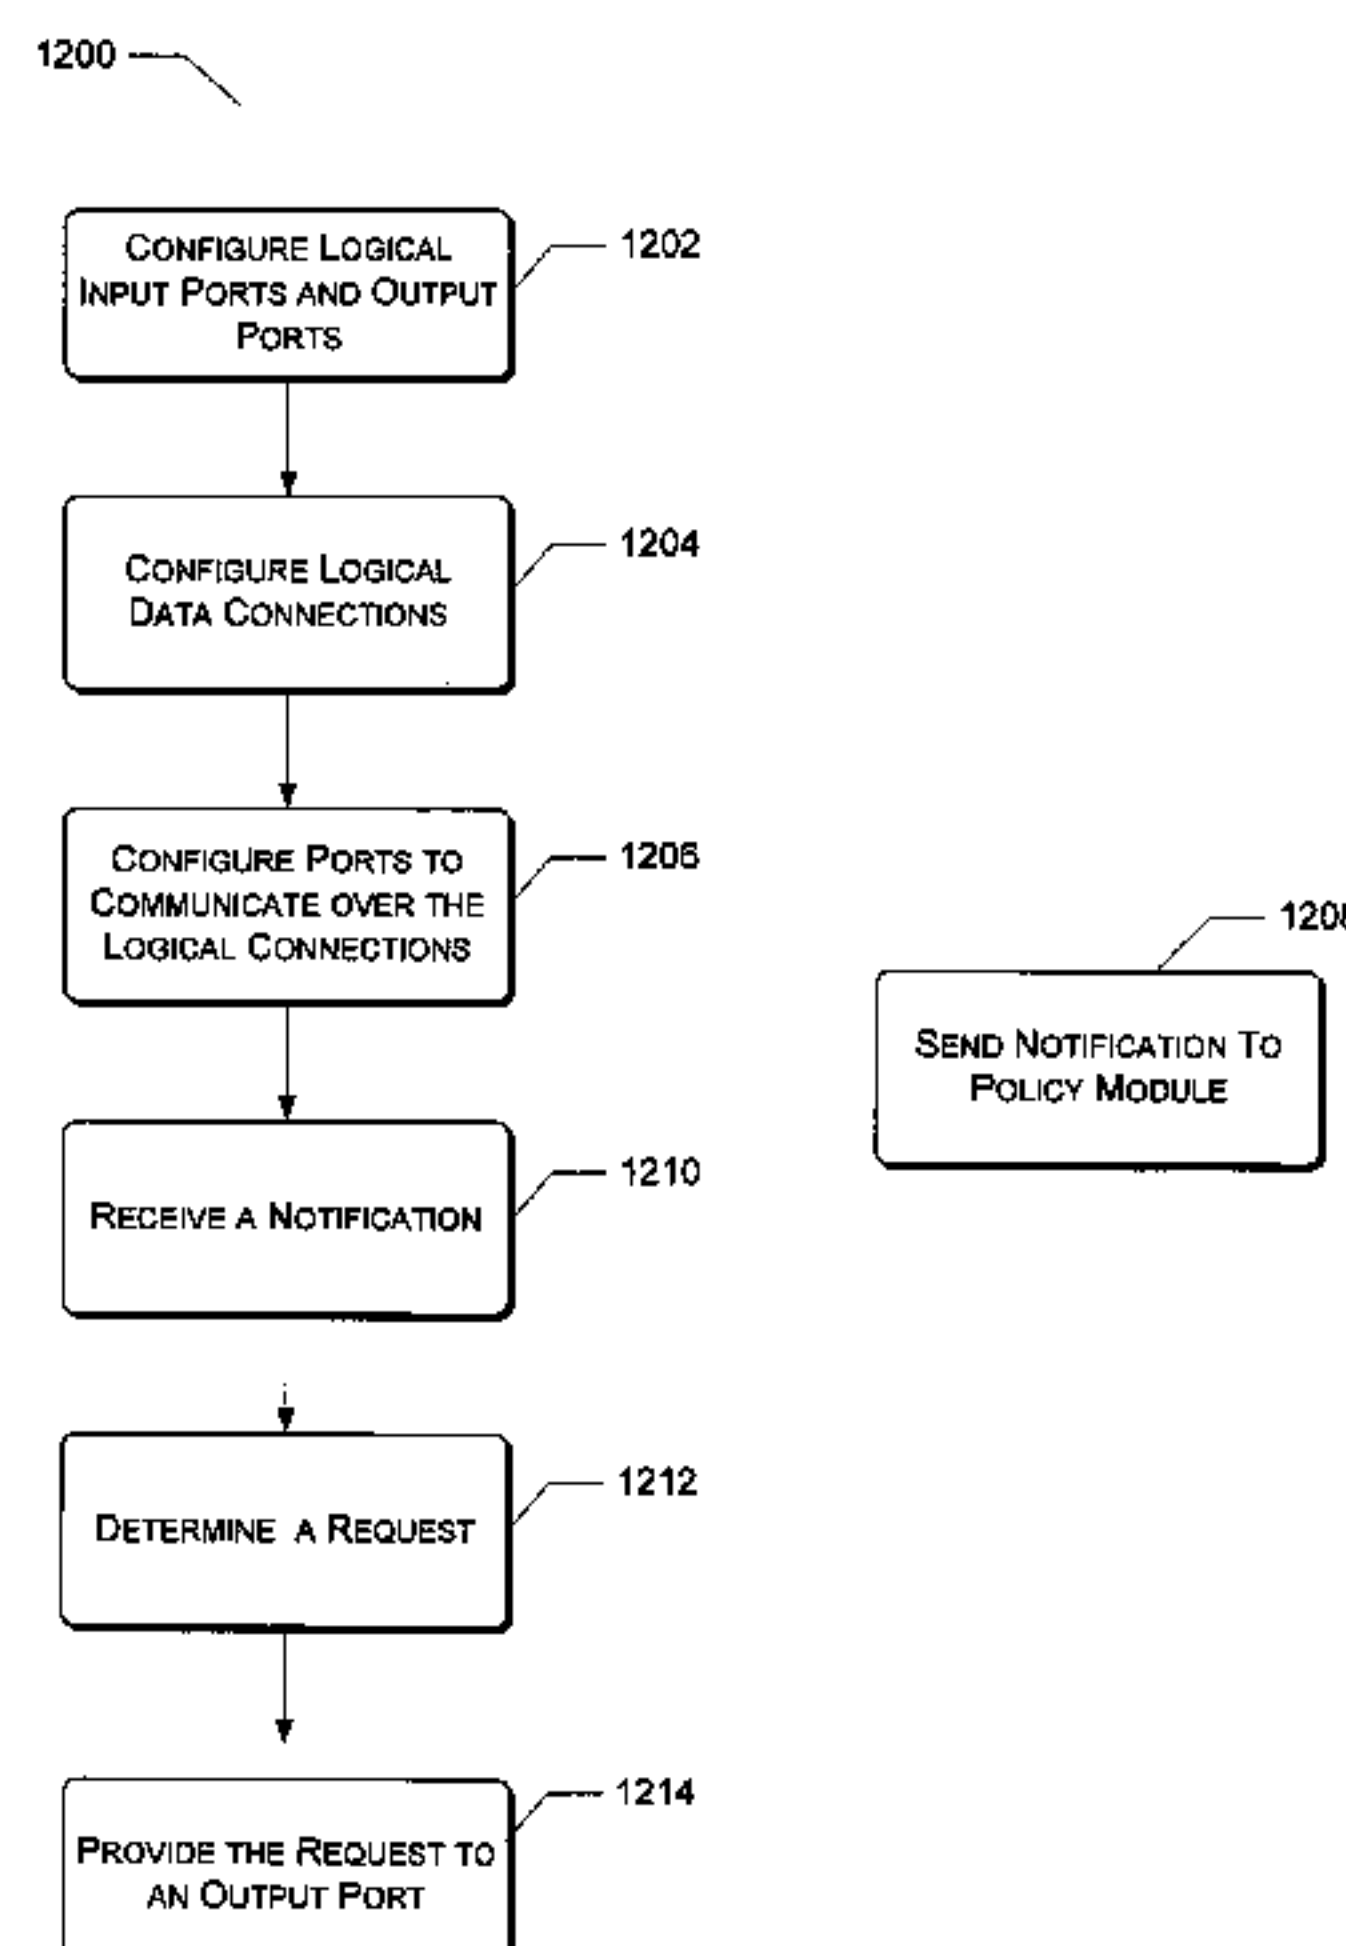 1200
CONFIGURE LOGICAL
INPUT PORTS AND OUTPUT
PORTS
1202
CONFIGURE LOGICAL
DATA CONNECTIONS
1204
CONFIGURE PORTS TO
COMMUNICATE OVER THE
LOGICAL CONNECTIONS
1206
SEND NOTIFICATION TO
POLICY MODULE
RECEIVE A NOTIFICATION
1210
DETERMINE A REQUEST
1212
PROVIDE THE REQUEST TO
AN OUTPUT PORT
1214